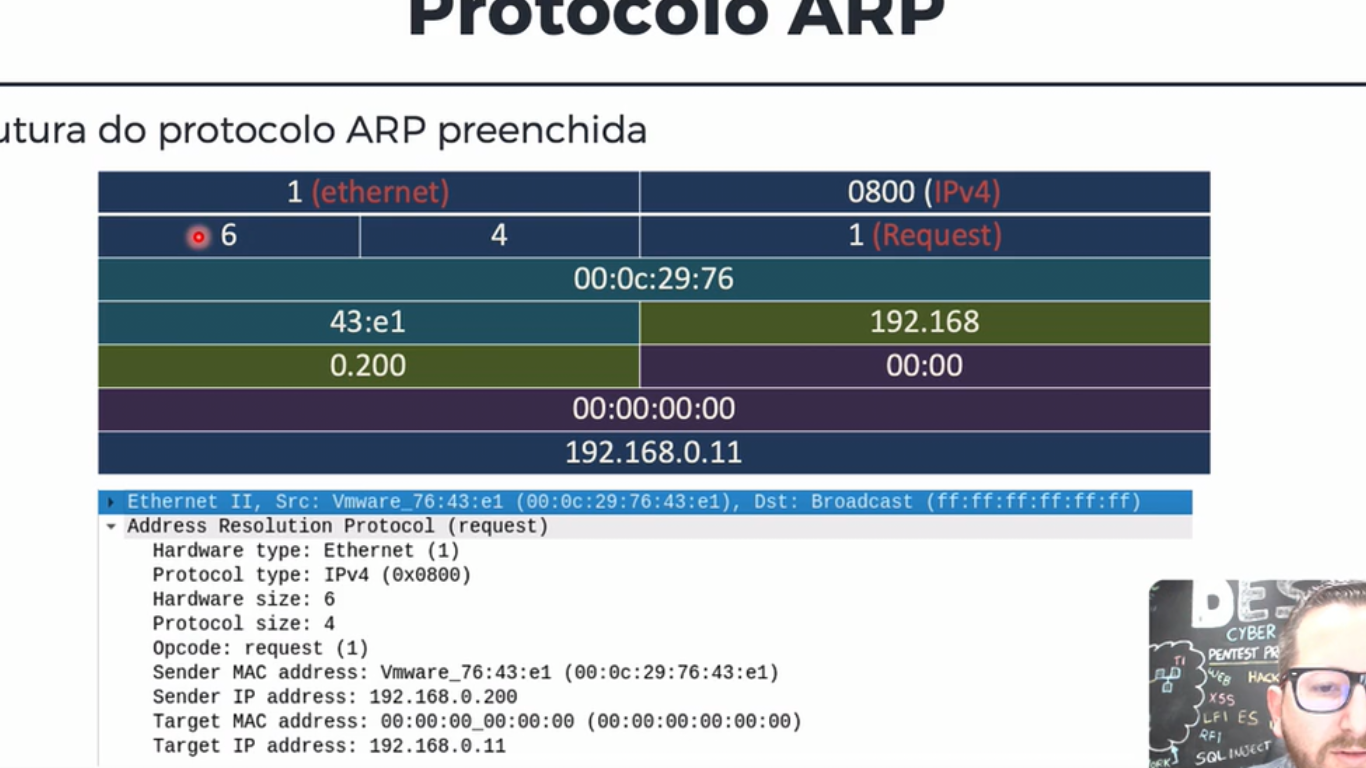 Protocolo ARP
utura do protocolo ARP preenchida
1 (ethernet) 0800 (IPv4)
6 4 1 (Request)
00:0c:29:76
43:e1 192.168
0.200 00:00
00:00:00:00
192.168.0.11
Ethernet II, Src: Vmware_76:43:e1 (00:0c:29:76:43:e1), Dst: Broadcast (ff:ff:ff:ff:ff:ff)
Address Resolution Protocol (request)
Hardware type: Ethernet (1)
Protocol type: IPv4 (0x0800)
Hardware size: 6
Protocol size: 4
Opcode: request (1)
Sender MAC address: Vmware_76:43:e1 (00:0c:29:76:43:e1)
Sender IP address: 192.168.0.200
Target MAC address: 00:00:00_00:00:00 (00:00:00:00:00:00)
Target IP address: 192.168.0.11
DES
CYBER
PENTEST PR
TI
WEB HACK
XSS
LFI ES
RFI
SQL INJECT